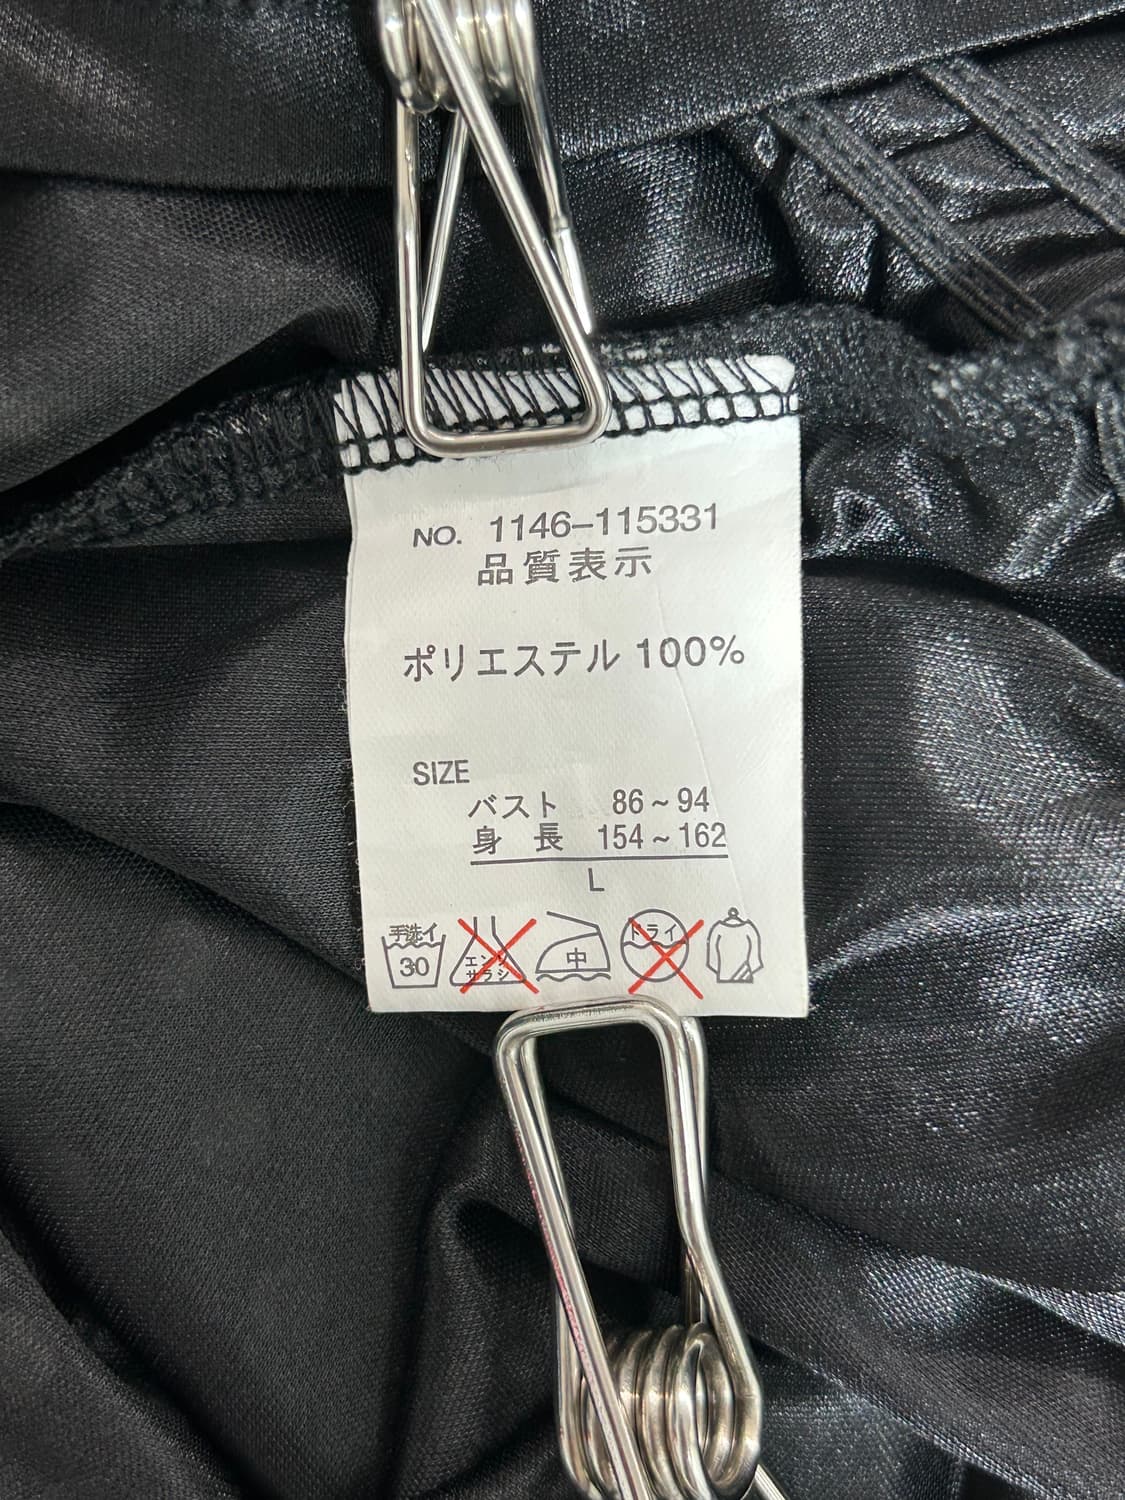 NO. 1146-115331
品質表示
ポリエステル 100%
SIZE
バスト 86~94
身長 154~162
L
手洗イ
30
エンソ
サラシ
中
ドライ